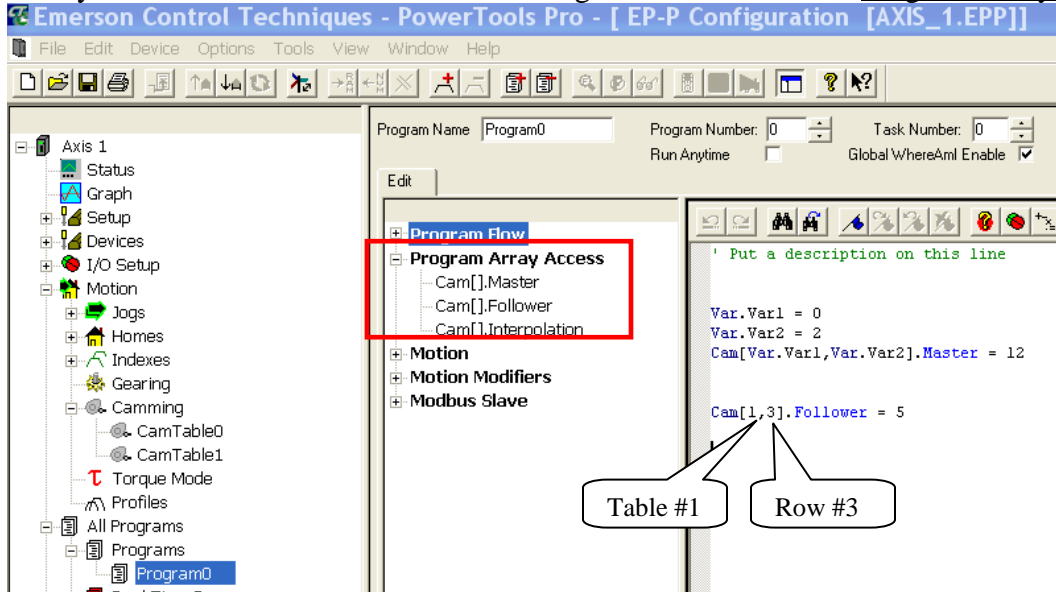 Emerson Control Techniques - PowerTools Pro - [ EP-P Configuration [AXIS_1.EPP]]
File Edit Device Options Tools View Window Help
Program Name Program0 Program Number: 0 Task Number: 0
Run Anytime Global WhereAmI Enable
Edit
Axis 1
Status
Graph
Setup
Devices
I/O Setup
Motion
Jogs
Homes
Indexes
Gearing
Camming
CamTable0
CamTable1
Torque Mode
Profiles
All Programs
Programs
Program0
Program Flow
Program Array Access
Cam[].Master
Cam[].Follower
Cam[].Interpolation
Motion
Motion Modifiers
Modbus Slave
' Put a description on this line
Var.Var1 = 0
Var.Var2 = 2
Cam[Var.Var1,Var.Var2].Master = 12
Cam[1,3].Follower = 5
Table #1
Row #3